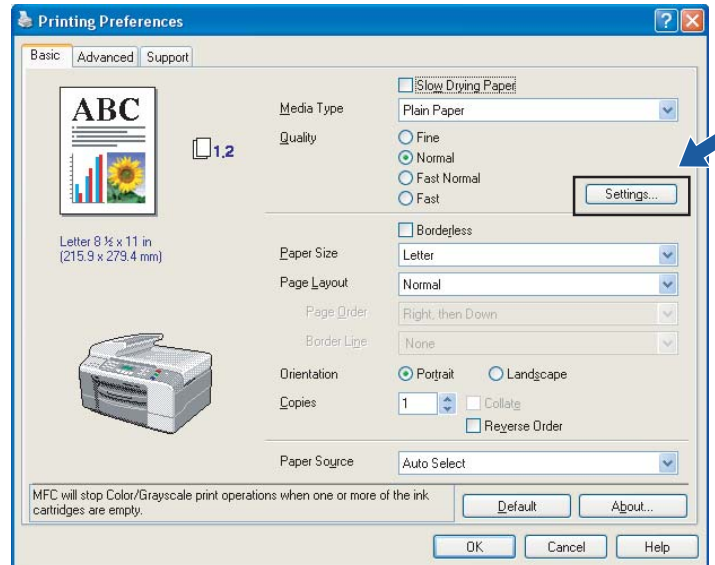 Printing Preferences
Basic Advanced Support
ABC
1,2
Letter 8 ½ x 11 in
(215.9 x 279.4 mm)
Slow Drying Paper
Media Type Plain Paper
Quality Fine
Normal
Fast Normal
Fast Settings...
Borderless
Paper Size Letter
Page Layout Normal
Page Order Right, then Down
Border Line None
Orientation Portrait Landscape
Copies 1 Collate
Reverse Order
Paper Source Auto Select
MFC will stop Color/Grayscale print operations when one or more of the ink
cartridges are empty.
Default About...
OK Cancel Help